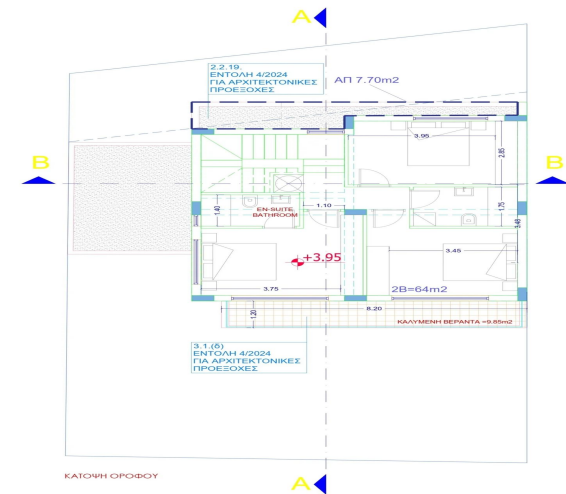 A
2.2.19.
ΕΝΤΟΛΗ 4/2024
ΓΙΑ ΑΡΧΙΤΕΚΤΟΝΙΚΕΣ
ΠΡΟΕΞΟΧΕΣ
ΑΠ 7.70m2
3.95
2.85
B
B
EN-SUITE
BATHROOM
1.40
1.10
1.75
3.48
+3.95
3.45
3.75
2B=64m2
8.20
1.20
ΚΑΛΥΜΕΝΗ ΒΕΡΑΝΤΑ =9.85m2
3.1.(δ)
ΕΝΤΟΛΗ 4/2024
ΓΙΑ ΑΡΧΙΤΕΚΤΟΝΙΚΕΣ
ΠΡΟΕΞΟΧΕΣ
ΚΑΤΟΨΗ ΟΡΟΦΟΥ
A